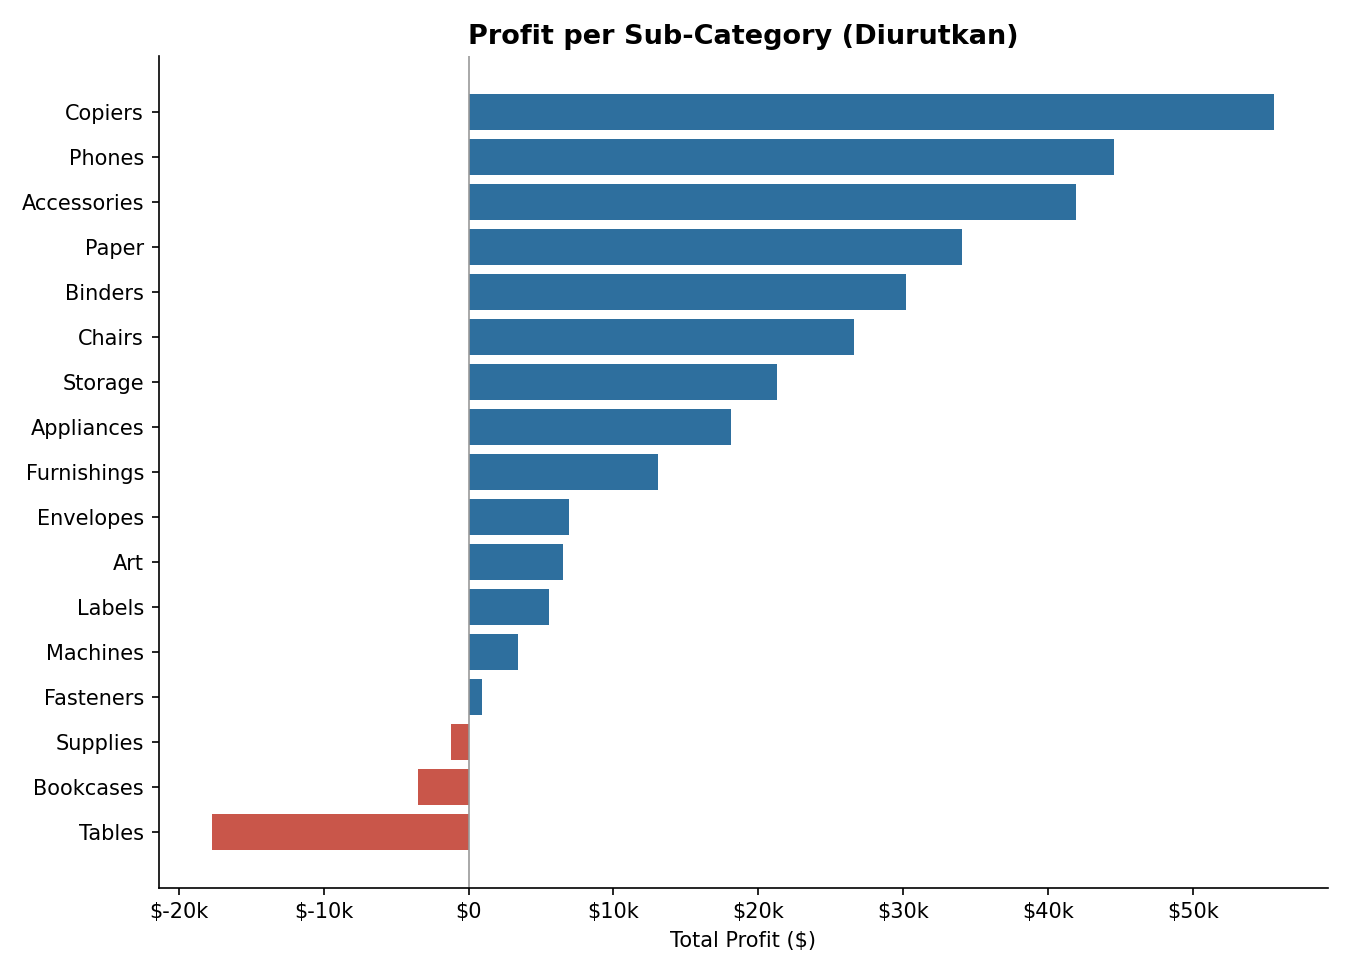 Profit per Sub-Category (Diurutkan)
Copiers
Phones
Accessories
Paper
Binders
Chairs
Storage
Appliances
Furnishings
Envelopes
Art
Labels
Machines
Fasteners
Supplies
Bookcases
Tables
$-20k $-10k $0 $10k $20k $30k $40k $50k
Total Profit ($)